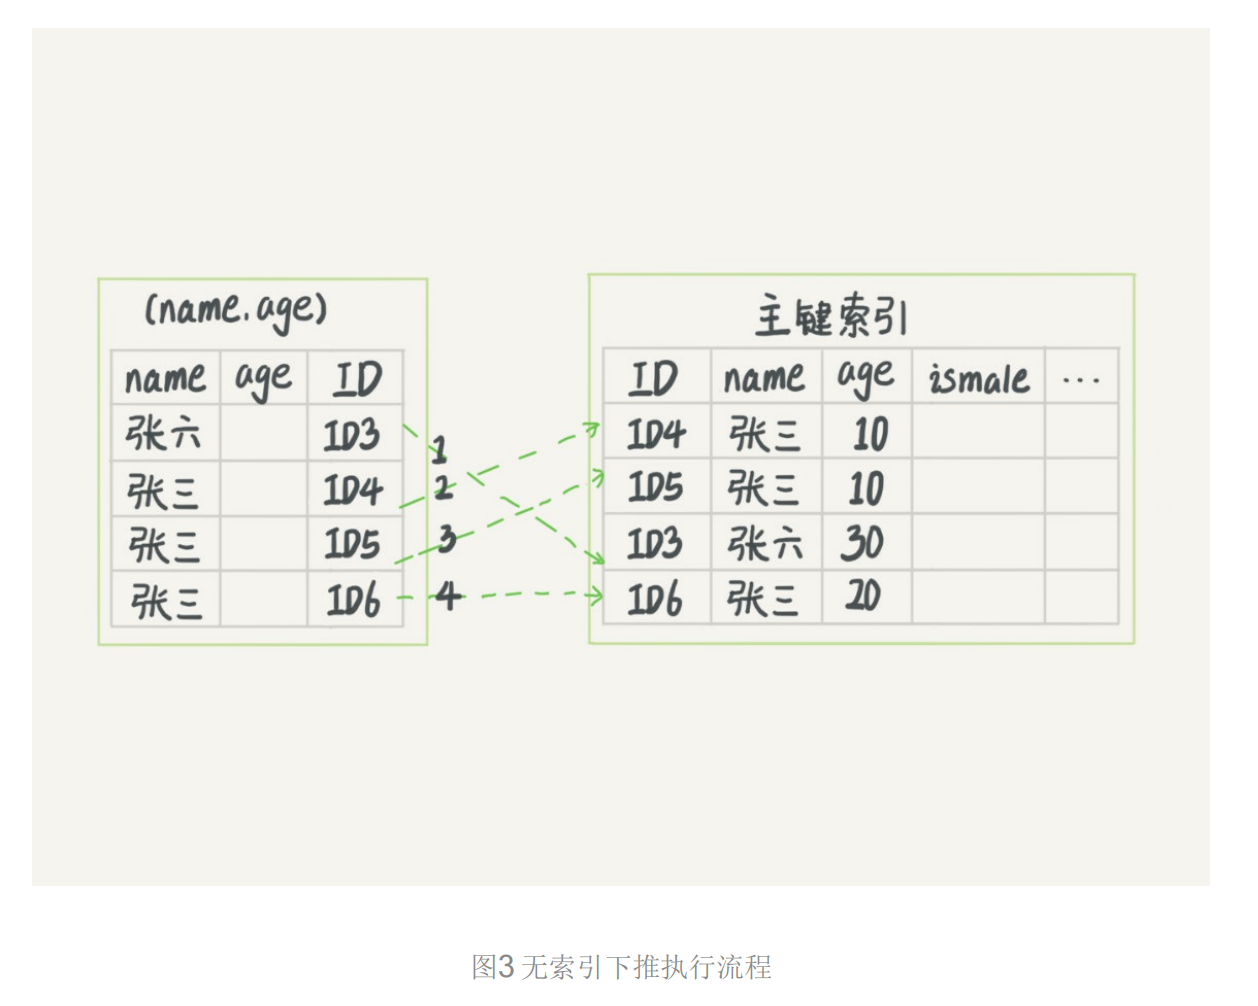 (name.age)
name age ID
张六 ID3
张三 ID4
张三 ID5
张三 ID6
1
2
3
4
主键索引
ID name age ismale ...
ID4 张三 10
ID5 张三 10
ID3 张六 30
ID6 张三 20
图3 无索引下推执行流程